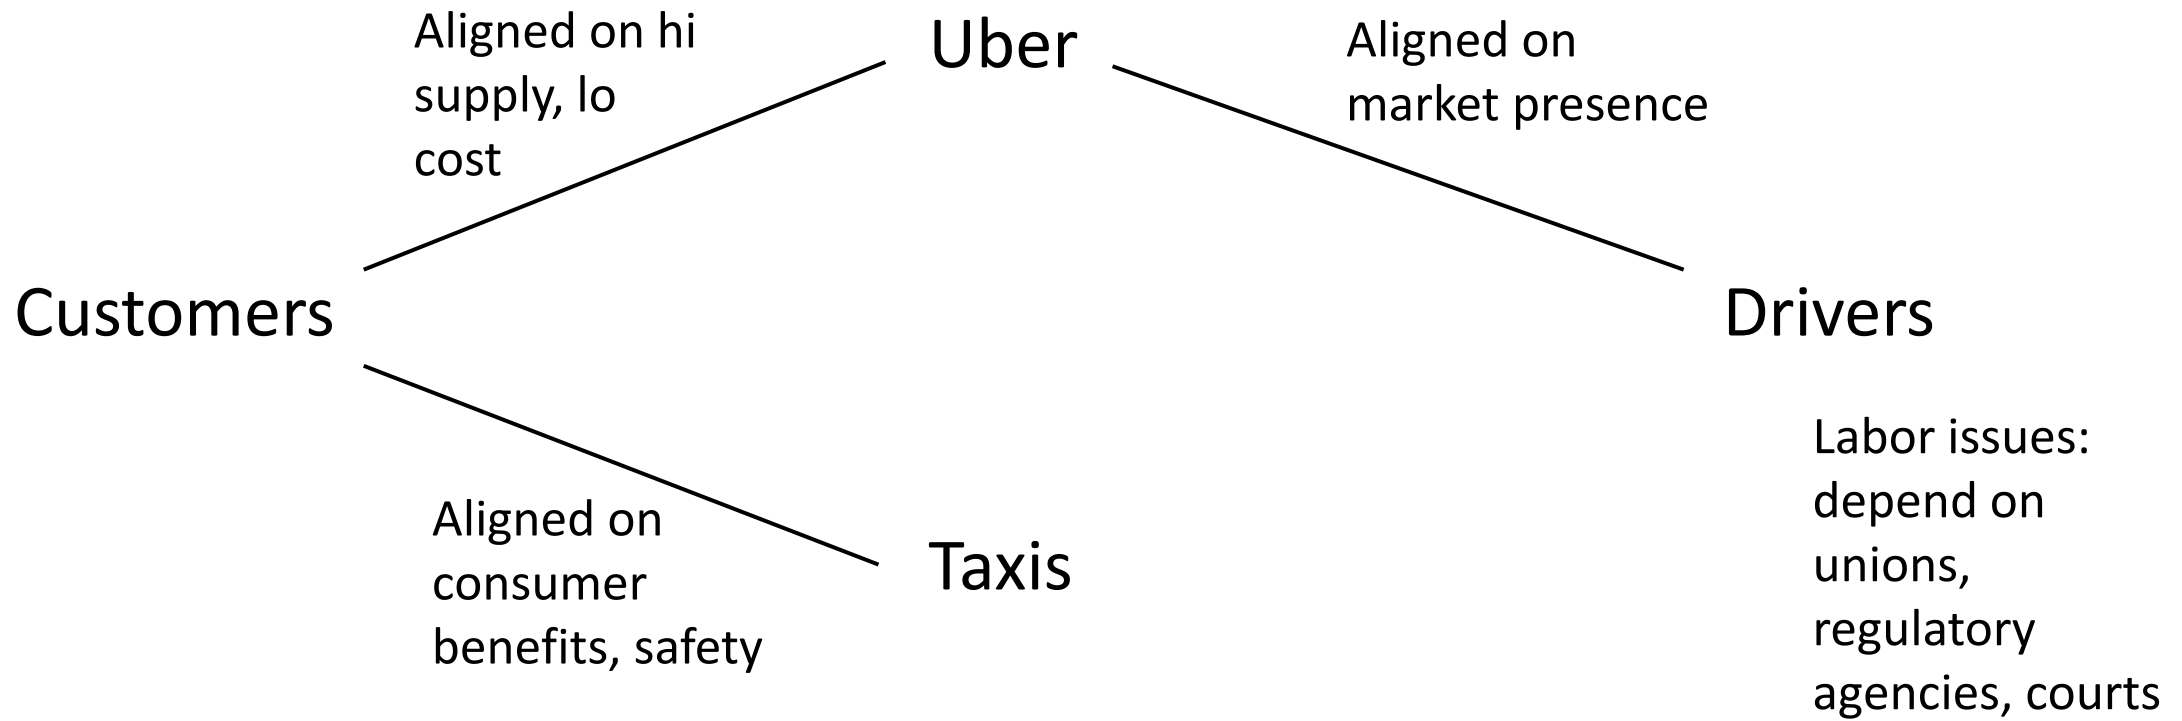 Aligned on hi
supply, lo
cost
Uber
Aligned on
market presence
Customers
Drivers
Aligned on
consumer
benefits, safety
Taxis
Labor issues:
depend on
unions,
regulatory
agencies, courts